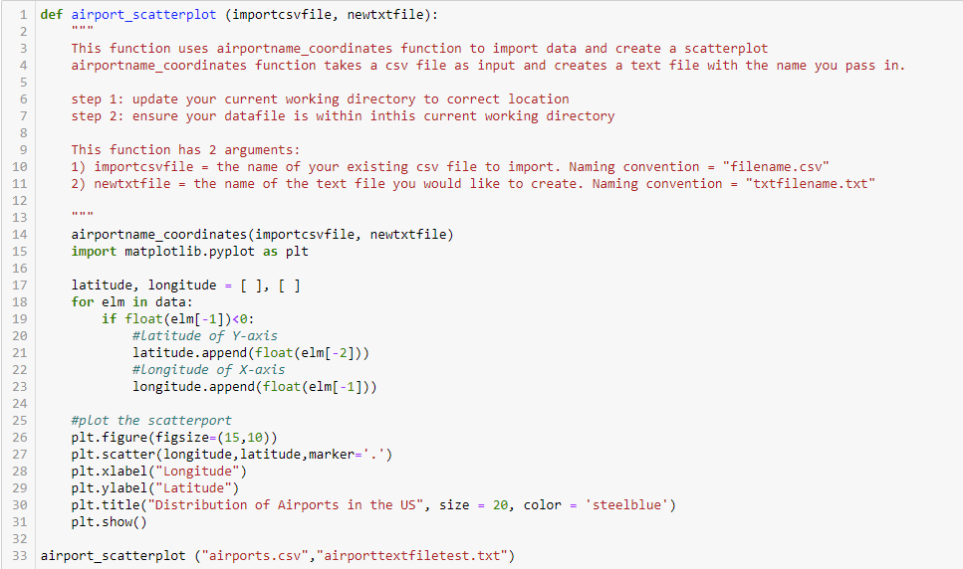 1 def airport_scatterplot (importcsvfile, newtxtfile):
2     """
3     This function uses airportname_coordinates function to import data and create a scatterplot
4     airportname_coordinates function takes a csv file as input and creates a text file with the name you pass in.
5
6     step 1: update your current working directory to correct location
7     step 2: ensure your datafile is within inthis current working directory
8
9     This function has 2 arguments:
10     1) importcsvfile = the name of your existing csv file to import. Naming convention = "filename.csv"
11     2) newtxtfile = the name of the text file you would like to create. Naming convention = "txtfilename.txt"
12
13     """
14     airportname_coordinates(importcsvfile, newtxtfile)
15     import matplotlib.pyplot as plt
16
17     latitude, longitude = [ ], [ ]
18     for elm in data:
19         if float(elm[-1])<0:
20             #latitude of Y-axis
21             latitude.append(float(elm[-2]))
22             #longitude of X-axis
23             longitude.append(float(elm[-1]))
24
25     #plot the scatterport
26     plt.figure(figsize=(15,10))
27     plt.scatter(longitude,latitude,marker='.')
28     plt.xlabel("Longitude")
29     plt.ylabel("Latitude")
30     plt.title("Distribution of Airports in the US", size = 20, color = 'steelblue')
31     plt.show()
32
33 airport_scatterplot ("airports.csv","airporttextfiletest.txt")